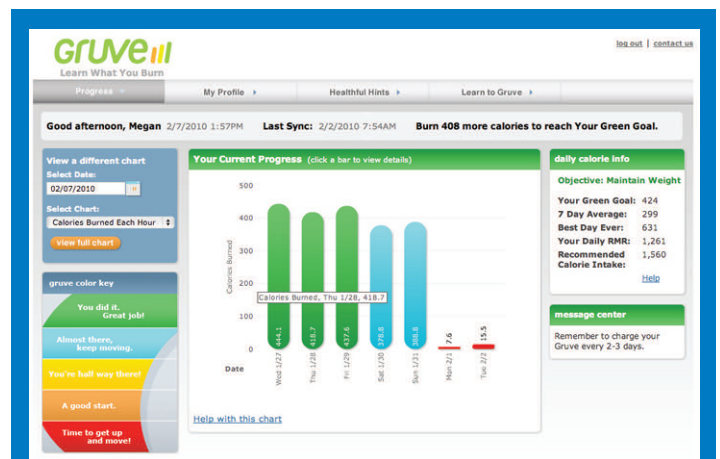 GRUVE
Learn What You Burn
log out | contact us
Progress
My Profile
Healthful Hints
Learn to Gruve
Good afternoon, Megan 2/7/2010 1:57PM Last Sync: 2/2/2010 7:54AM Burn 408 more calories to reach Your Green Goal.
View a different chart
Select Date:
02/07/2010
Select Chart:
Calories Burned Each Hour
view full chart
gruve color key
You did it.
Great job!
Almost there,
keep moving.
You're half way there!
A good start.
Time to get up
and move!
Your Current Progress (click a bar to view details)
500
400
300
200
100
0
Calories Burned
Calories Burned, Thu 1/28, 418.7
444.1
418.7
437.6
378.8
388.8
7.6
15.5
Date
Wed 1/27
Thu 1/28
Fri 1/29
Sat 1/30
Sun 1/31
Mon 2/1
Tue 2/2
Help with this chart
daily calorie info
Objective: Maintain Weight
Your Green Goal: 424
7 Day Average: 299
Best Day Ever: 631
Your Daily RMR: 1,261
Recommended 1,560
Calorie Intake:
Help
message center
Remember to charge your
Gruve every 2-3 days.